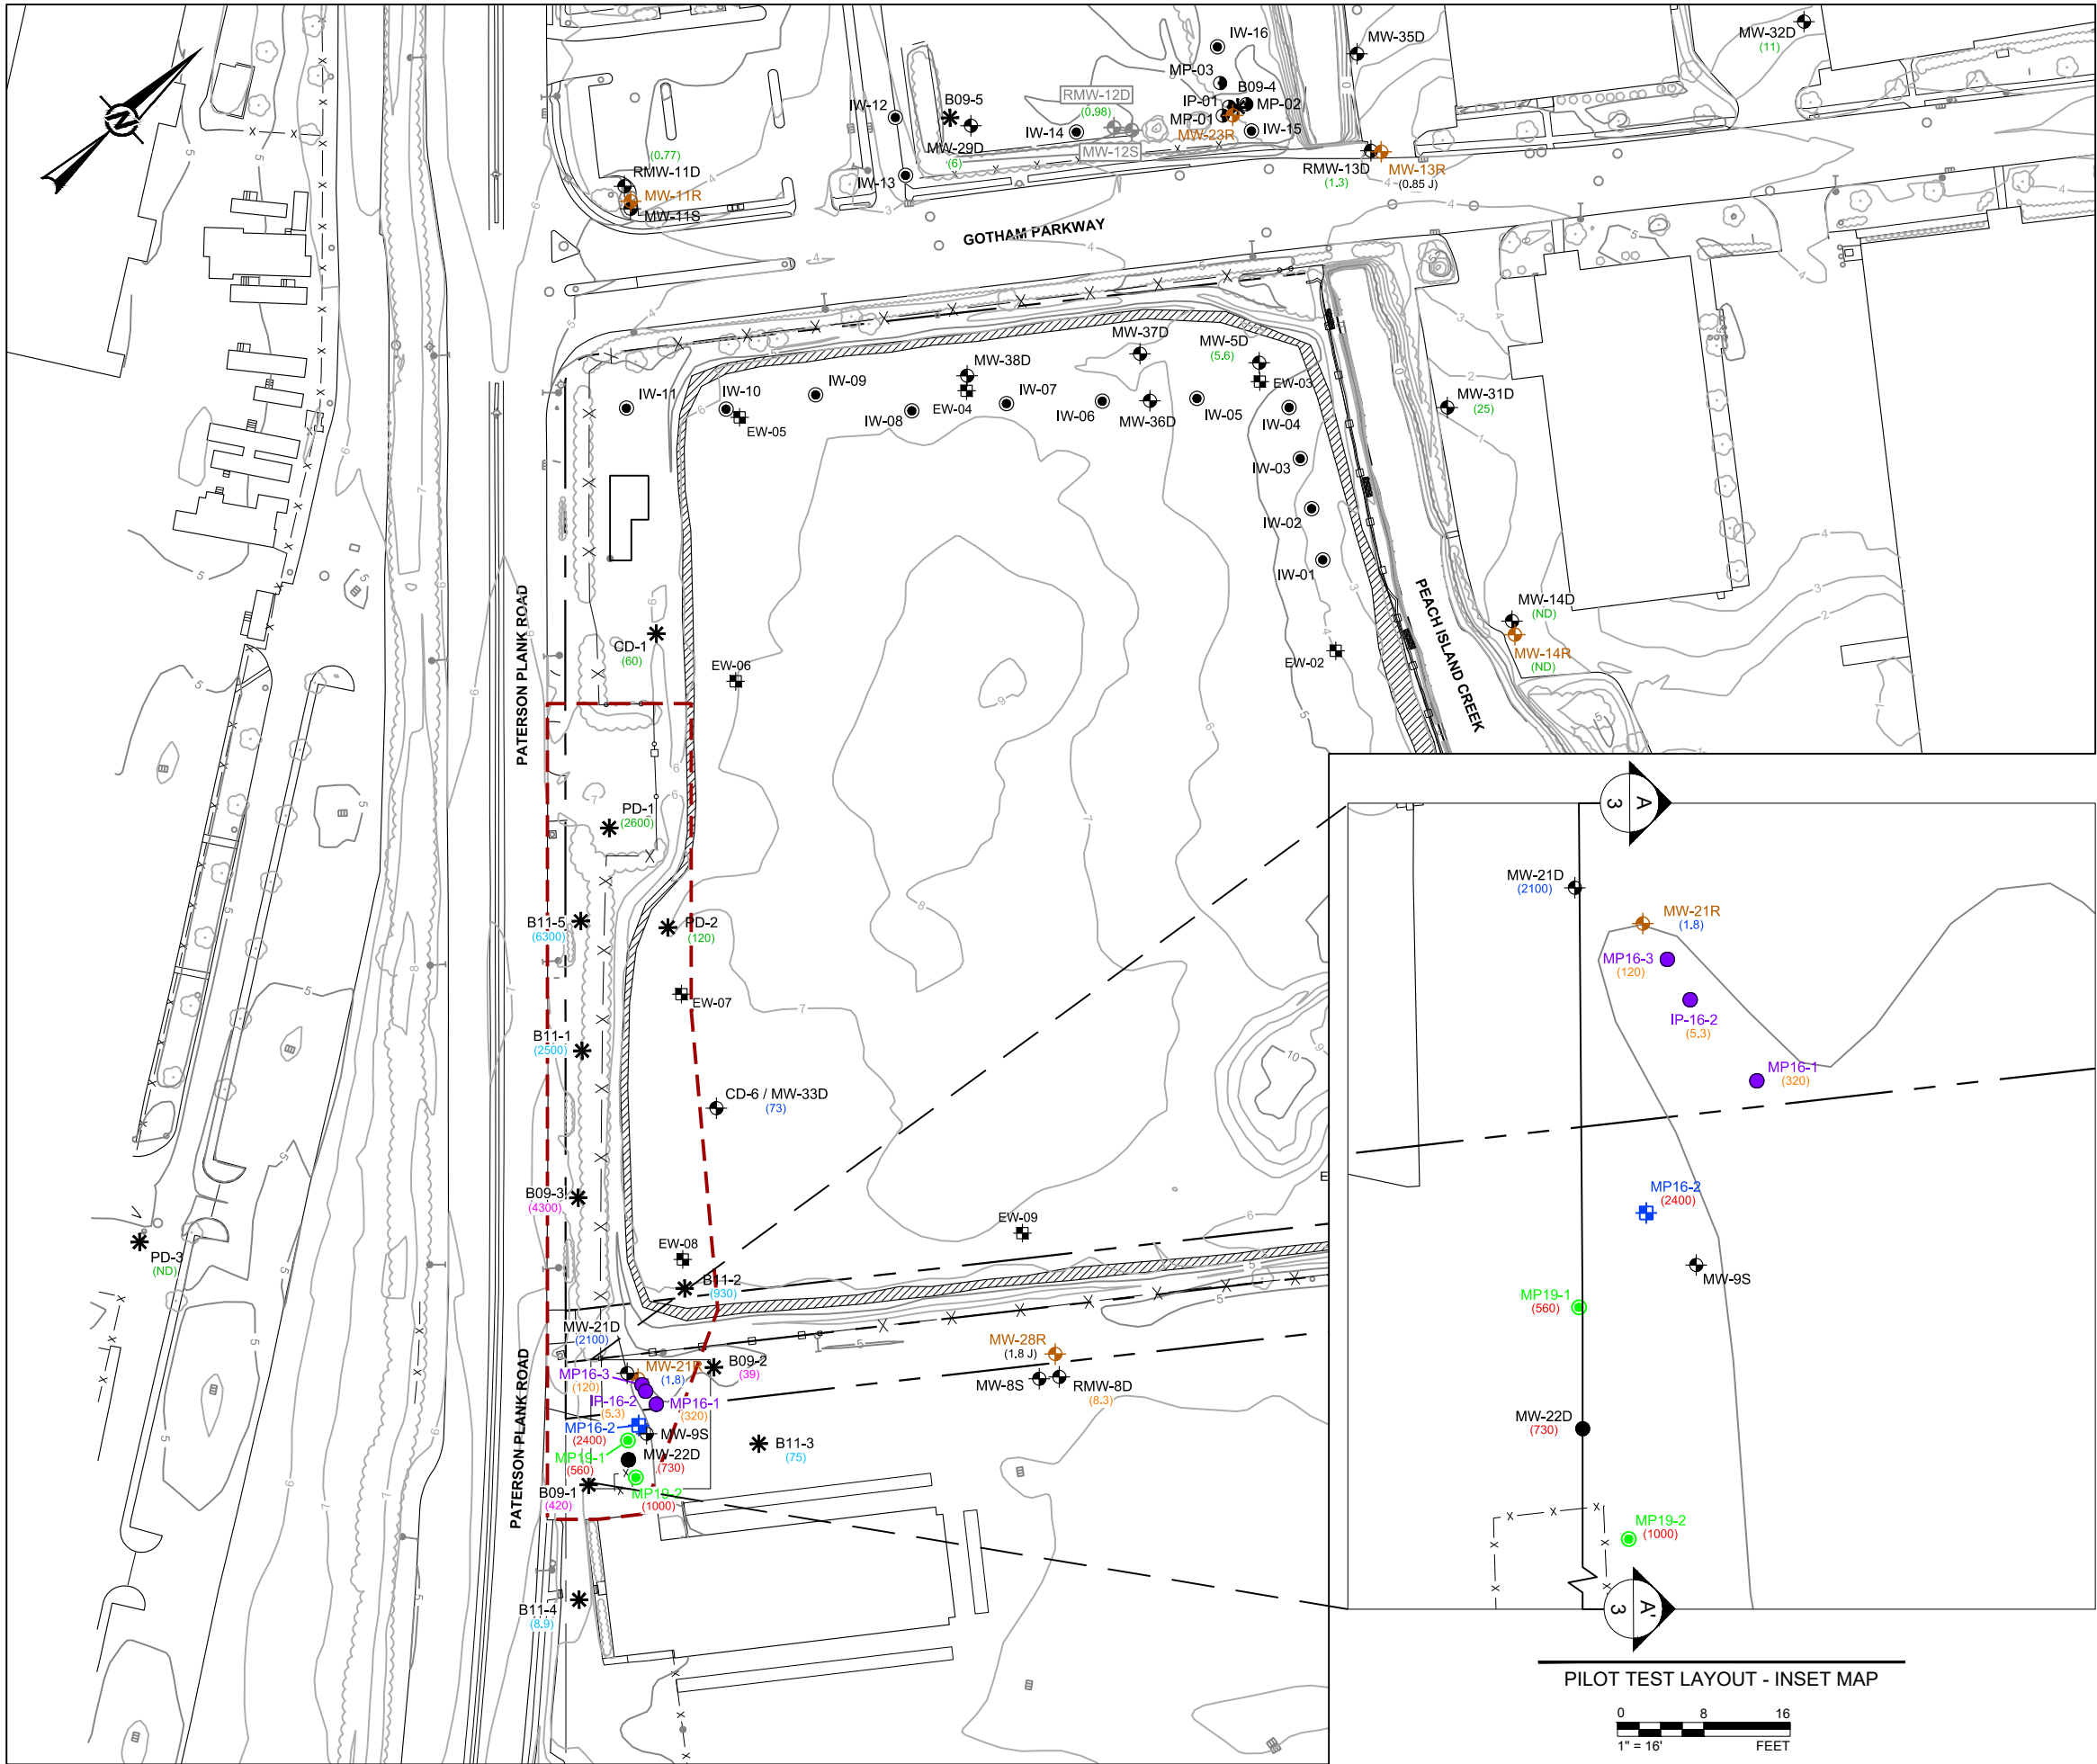 N
IW-16
MW-35D
MW-32D
(11)
MP-03
B09-4
IP-01
MP-02
MP-01
MW-23R
IW-15
RMW-12D
(0.98)
IW-14
MW-12S
IW-12
B09-5
MW-29D
(6)
IW-13
(0.77)
RMW-11D
MW-11R
MW-11S
RMW-13D
(1.3)
MW-13R
(0.85 J)
GOTHAM PARKWAY
MW-37D
MW-5D
(5.6)
MW-38D
EW-03
EW-04
IW-11
IW-10
EW-05
IW-09
IW-08
IW-07
IW-06
MW-36D
IW-05
IW-04
MW-31D
(25)
IW-03
IW-02
IW-01
PEACH ISLAND CREEK
MW-14D
(ND)
MW-14R
(ND)
EW-02
PATERSON PLANK ROAD
CD-1
(60)
EW-06
PD-1
(2600)
B11-5
(6300)
PD-2
(120)
EW-07
B11-1
(2500)
CD-6 / MW-33D
(73)
B09-3
(4300)
PD-3
(ND)
EW-08
EW-09
E
B11-2
(930)
MW-21D
(2100)
MW-21R
(1.8)
B09-2
(39)
MP16-3
(120)
IP-16-2
(5.3)
MP16-1
(320)
MP16-2
(2400)
MW-9S
MP19-1
(560)
MW-22D
(730)
B09-1
(420)
MP19-2
(1000)
B11-3
(75)
MW-28R
(1.8 J)
MW-8S
RMW-8D
(8.3)
PATERSON PLANK ROAD
B11-4
(8.9)
A
3
MW-21D
(2100)
MW-21R
(1.8)
MP16-3
(120)
IP-16-2
(5.3)
MP16-1
(320)
MP16-2
(2400)
MW-9S
MP19-1
(560)
MW-22D
(730)
MP19-2
(1000)
A'
3
PILOT TEST LAYOUT - INSET MAP
0 8 16
1" = 16' FEET